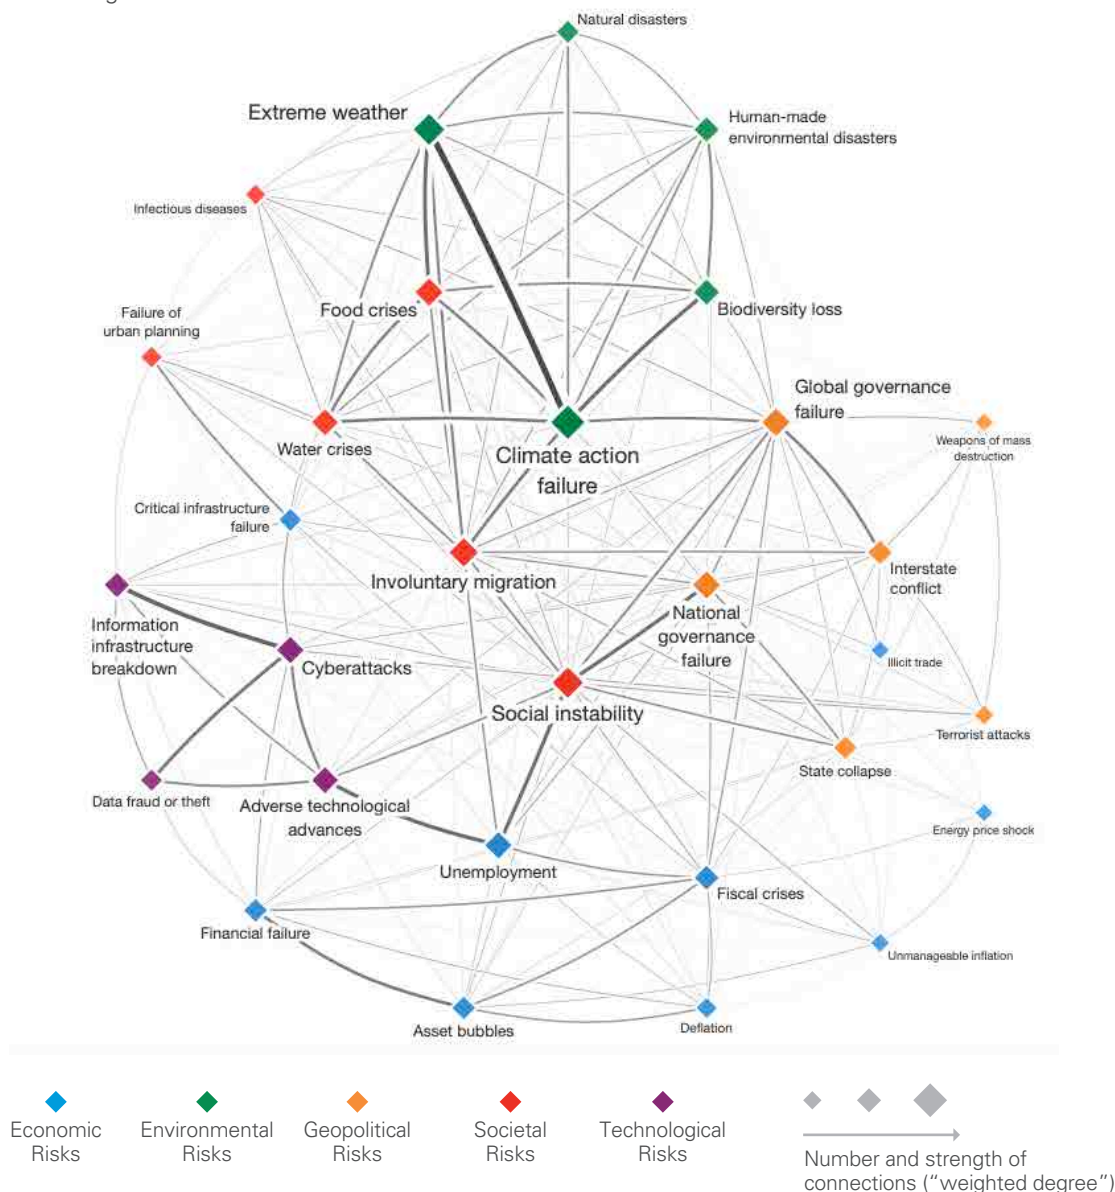 Natural disasters
Extreme weather
Human-made
environmental disasters
Infectious diseases
Food crises
Biodiversity loss
Failure of
urban planning
Global governance
failure
Weapons of mass
destruction
Water crises
Climate action
failure
Critical infrastructure
failure
Involuntary migration
Interstate
conflict
Information
infrastructure
breakdown
National
governance
failure
Cyberattacks
Illicit trade
Social instability
Terrorist attacks
State collapse
Data fraud or theft
Adverse technological
advances
Energy price shock
Unemployment
Fiscal crises
Financial failure
Unmanageable inflation
Asset bubbles
Deflation
Economic
Risks
Environmental
Risks
Geopolitical
Risks
Societal
Risks
Technological
Risks
Number and strength of
connections (“weighted degree”)